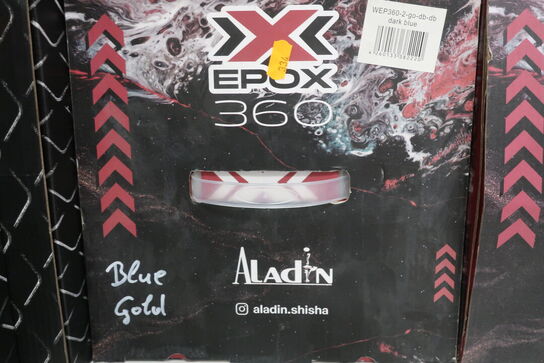 WEP360-2-go-db-db
dark blue
X
EPOX
360
ALADIN
Blue
Gold
aladin.shisha